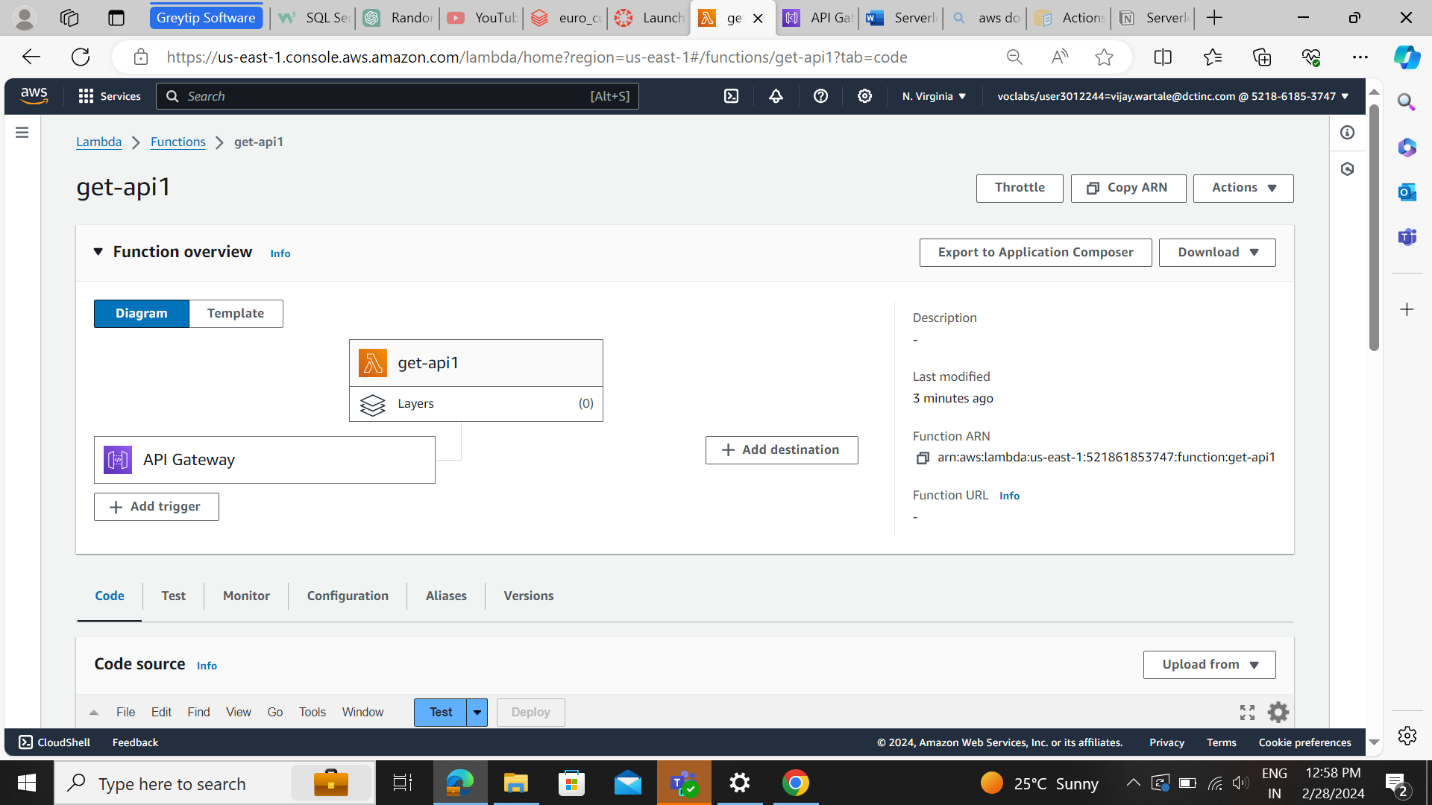 Greytip Software
SQL Se
Randor
YouTub
euro_cu
Launch
ge
API Gat
Serverl
aws do
Actions
Serverle
https://us-east-1.console.aws.amazon.com/lambda/home?region=us-east-1#/functions/get-api1?tab=code
aws
Services
Search
[Alt+S]
N. Virginia
voclabs/user3012244=vijay.wartale@dctinc.com @ 5218-6185-3747
Lambda
Functions
get-api1
get-api1
Throttle
Copy ARN
Actions
Function overview
Info
Export to Application Composer
Download
Diagram
Template
get-api1
Layers
(0)
API Gateway
+ Add trigger
+ Add destination
Description
-
Last modified
3 minutes ago
Function ARN
arn:aws:lambda:us-east-1:521861853747:function:get-api1
Function URL
Info
-
Code
Test
Monitor
Configuration
Aliases
Versions
Code source
Info
Upload from
File
Edit
Find
View
Go
Tools
Window
Test
Deploy
CloudShell
Feedback
© 2024, Amazon Web Services, Inc. or its affiliates.
Privacy
Terms
Cookie preferences
Type here to search
25°C Sunny
ENG
IN
12:58 PM
2/28/2024
2